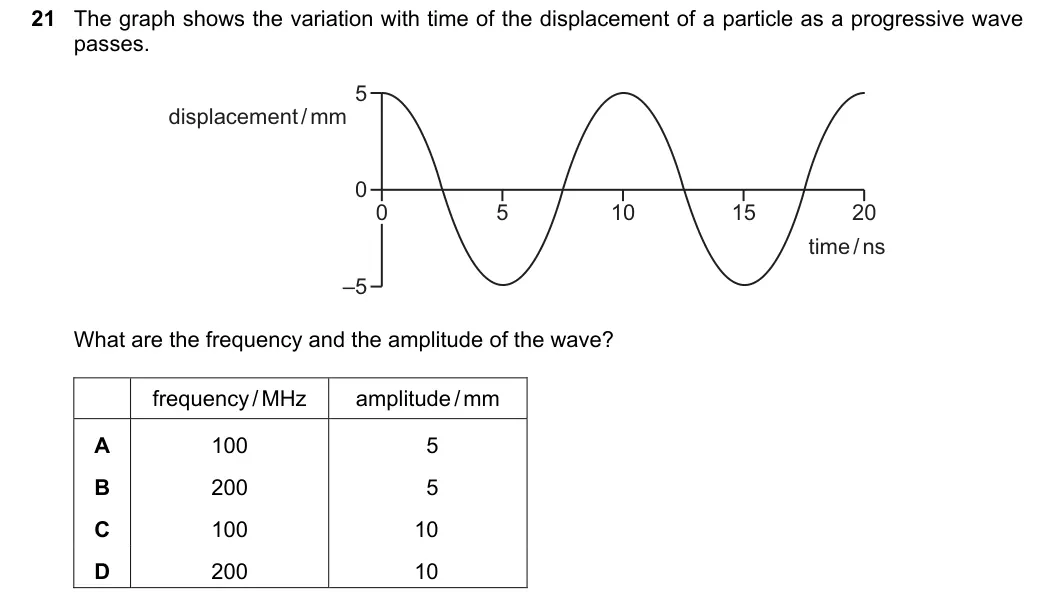 21 The graph shows the variation with time of the displacement of a particle as a progressive wave
passes.
5
displacement / mm
0
0 5 10 15 20
time / ns
–5
What are the frequency and the amplitude of the wave?
frequency / MHz amplitude / mm
A 100 5
B 200 5
C 100 10
D 200 10